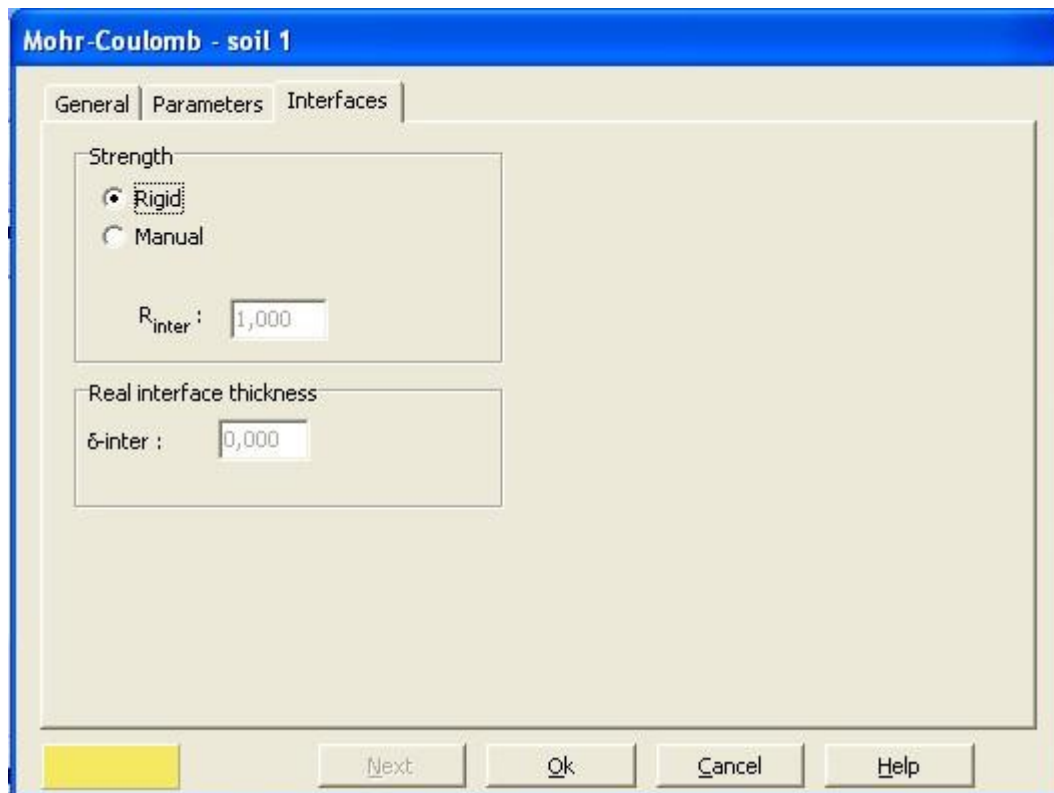 Mohr-Coulomb - soil 1
General Parameters Interfaces
Strength
Rigid
Manual
Rinter : 1,000
Real interface thickness
δ-inter : 0,000
Next Ok Cancel Help